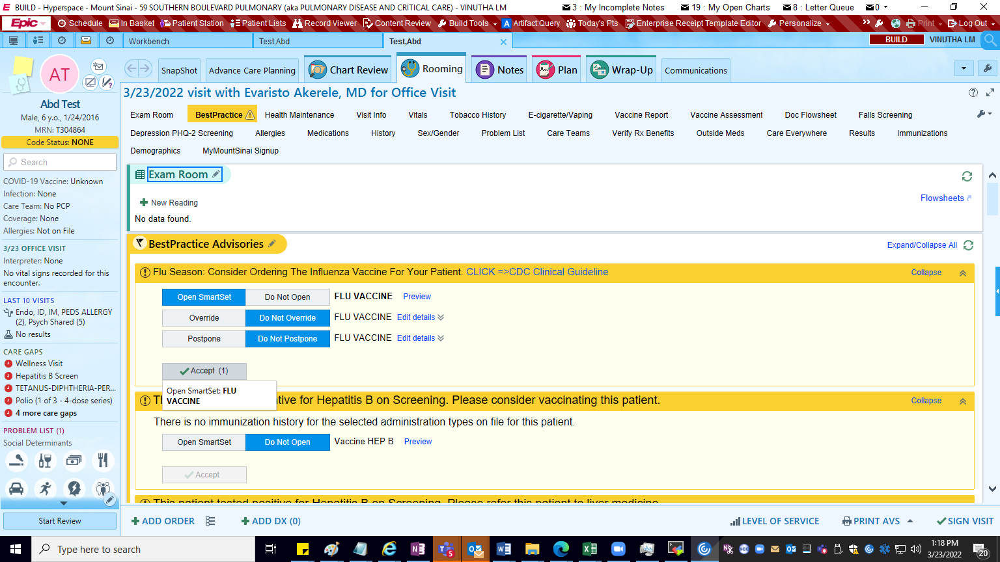 BUILD - Hyperspace - Mount Sinai - 59 SOUTHERN BOULEVARD PULMONARY (aka PULMONARY DISEASE AND CRITICAL CARE) - VINUTHA LM
3 : My Incomplete Notes
19 : My Open Charts
8 : Letter Queue
0
Epic
Schedule
In Basket
Patient Station
Patient Lists
Record Viewer
Content Review
Build Tools
Artifact Query
Today's Pts
Enterprise Receipt Template Editor
Personalize
Print
Log Out
Workbench
Test,Abd
Test,Abd
BUILD
VINUTHA LM
AT
Abd Test
Male, 6 y.o., 1/24/2016
MRN: T304864
Code Status: NONE
Search
COVID-19 Vaccine: Unknown
Infection: None
Care Team: No PCP
Coverage: None
Allergies: Not on File
3/23 OFFICE VISIT
Interpreter: None
No vital signs recorded for this
encounter.
LAST 10 VISITS
Endo, ID, IM, PEDS ALLERGY
(2), Psych Shared (5)
No results
CARE GAPS
Wellness Visit
Hepatitis B Screen
TETANUS-DIPHTHERIA-PER...
Polio (1 of 3 - 4-dose series)
4 more care gaps
PROBLEM LIST (1)
Social Determinants
Start Review
SnapShot
Advance Care Planning
Chart Review
Rooming
Notes
Plan
Wrap-Up
Communications
3/23/2022 visit with Evaristo Akerele, MD for Office Visit
Exam Room
BestPractice
Health Maintenance
Visit Info
Vitals
Tobacco History
E-cigarette/Vaping
Vaccine Report
Vaccine Assessment
Doc Flowsheet
Falls Screening
Depression PHQ-2 Screening
Allergies
Medications
History
Sex/Gender
Problem List
Care Teams
Verify Rx Benefits
Outside Meds
Care Everywhere
Results
Immunizations
Demographics
MyMountSinai Signup
Exam Room
New Reading
Flowsheets
No data found.
BestPractice Advisories
Expand/Collapse All
Flu Season: Consider Ordering The Influenza Vaccine For Your Patient. CLICK =>CDC Clinical Guideline
Collapse
Open SmartSet
Do Not Open
FLU VACCINE
Preview
Override
Do Not Override
FLU VACCINE
Edit details
Postpone
Do Not Postpone
FLU VACCINE
Edit details
Accept (1)
Open SmartSet: FLU
VACCINE
for Hepatitis B on Screening. Please consider vaccinating this patient.
Collapse
There is no immunization history for the selected administration types on file for this patient.
Open SmartSet
Do Not Open
Vaccine HEP B
Preview
Accept
This patient tested positive for Hepatitis B on Screening. Please refer this patient to liver medicine
ADD ORDER
ADD DX (0)
LEVEL OF SERVICE
PRINT AVS
SIGN VISIT
Type here to search
1:18 PM
3/23/2022
20